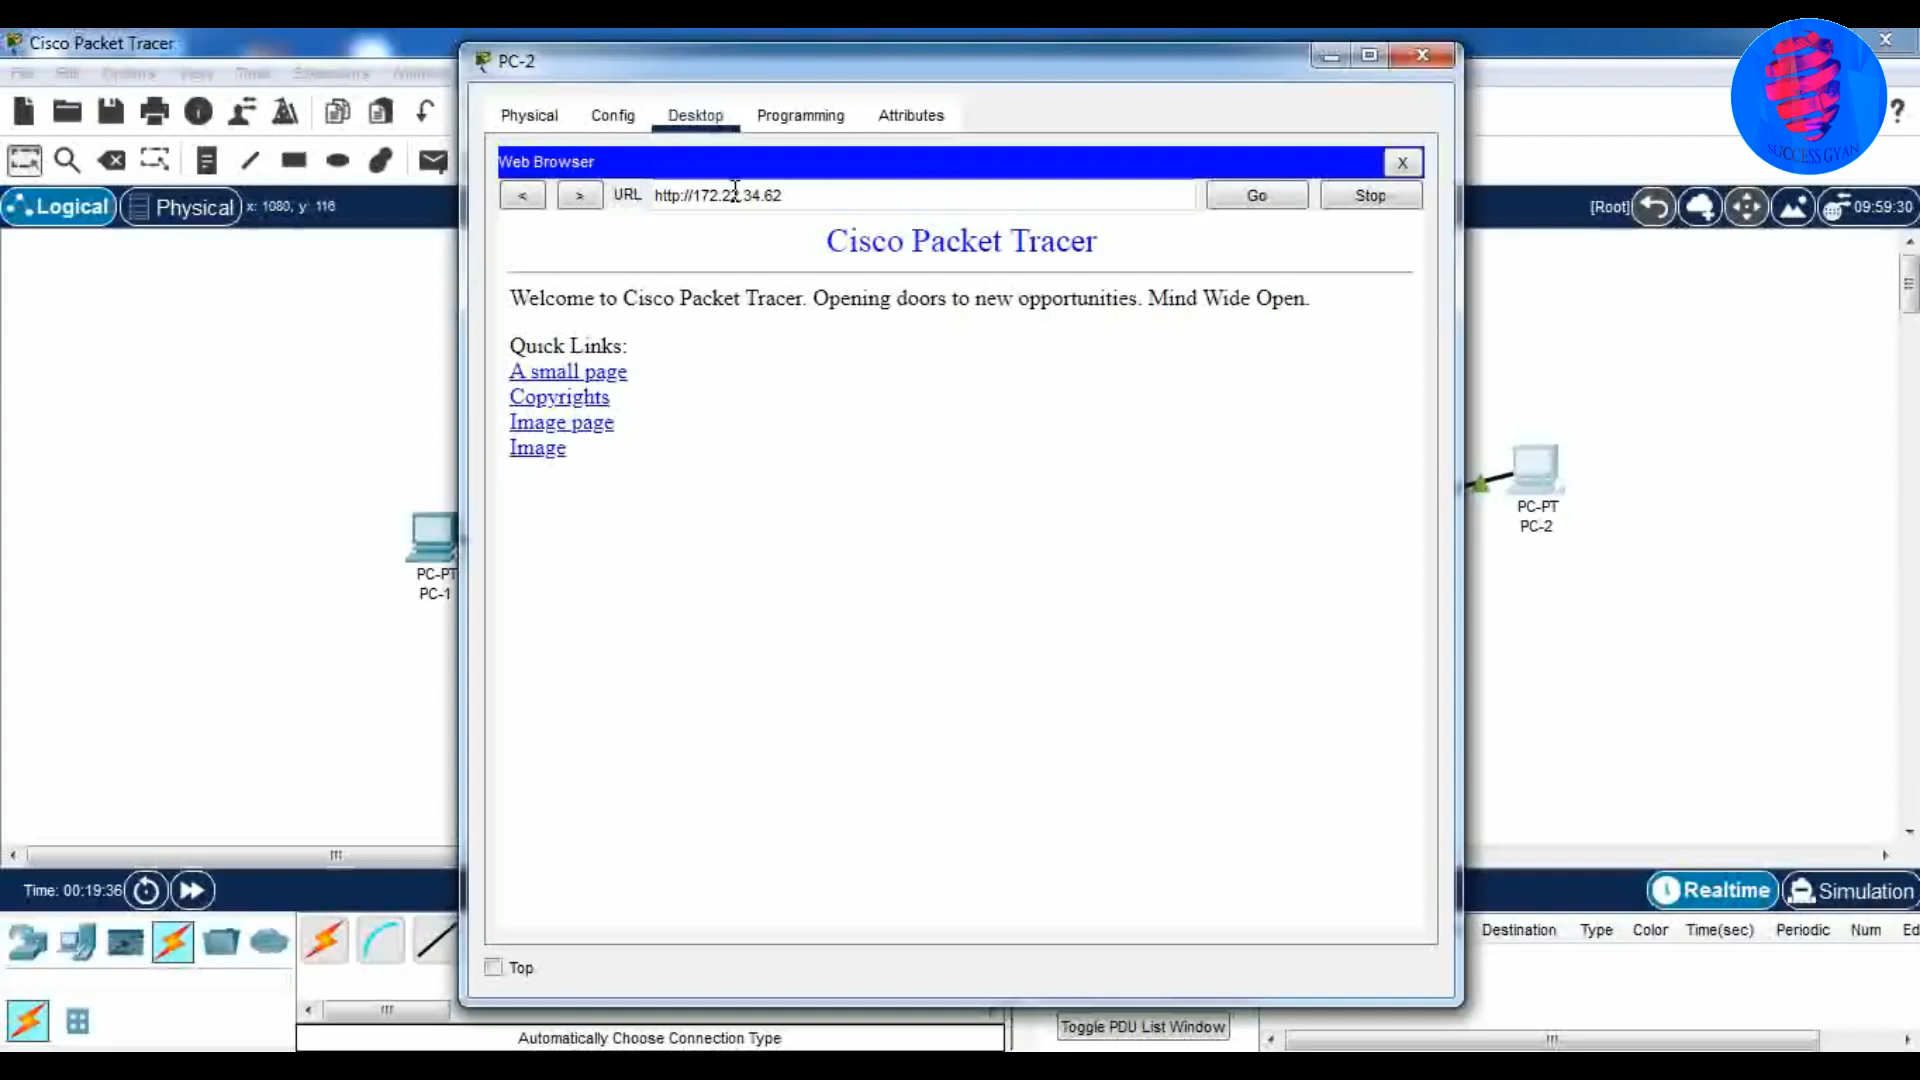 Cisco Packet Tracer
PC-2
SUCCESS GYAN
?
Physical Config Desktop Programming Attributes
Web Browser X
< > URL http://172.22.34.62 Go Stop
Logical Physical x: 1080, y: 116
[Root] 09:59:30
Cisco Packet Tracer
Welcome to Cisco Packet Tracer. Opening doors to new opportunities. Mind Wide Open.
Quick Links:
A small page
Copyrights
Image page
Image
PC-PT
PC-2
PC-PT
PC-1
Time: 00:19:36
Realtime Simulation
Destination Type Color Time(sec) Periodic Num Ed
Top
Toggle PDU List Window
Automatically Choose Connection Type